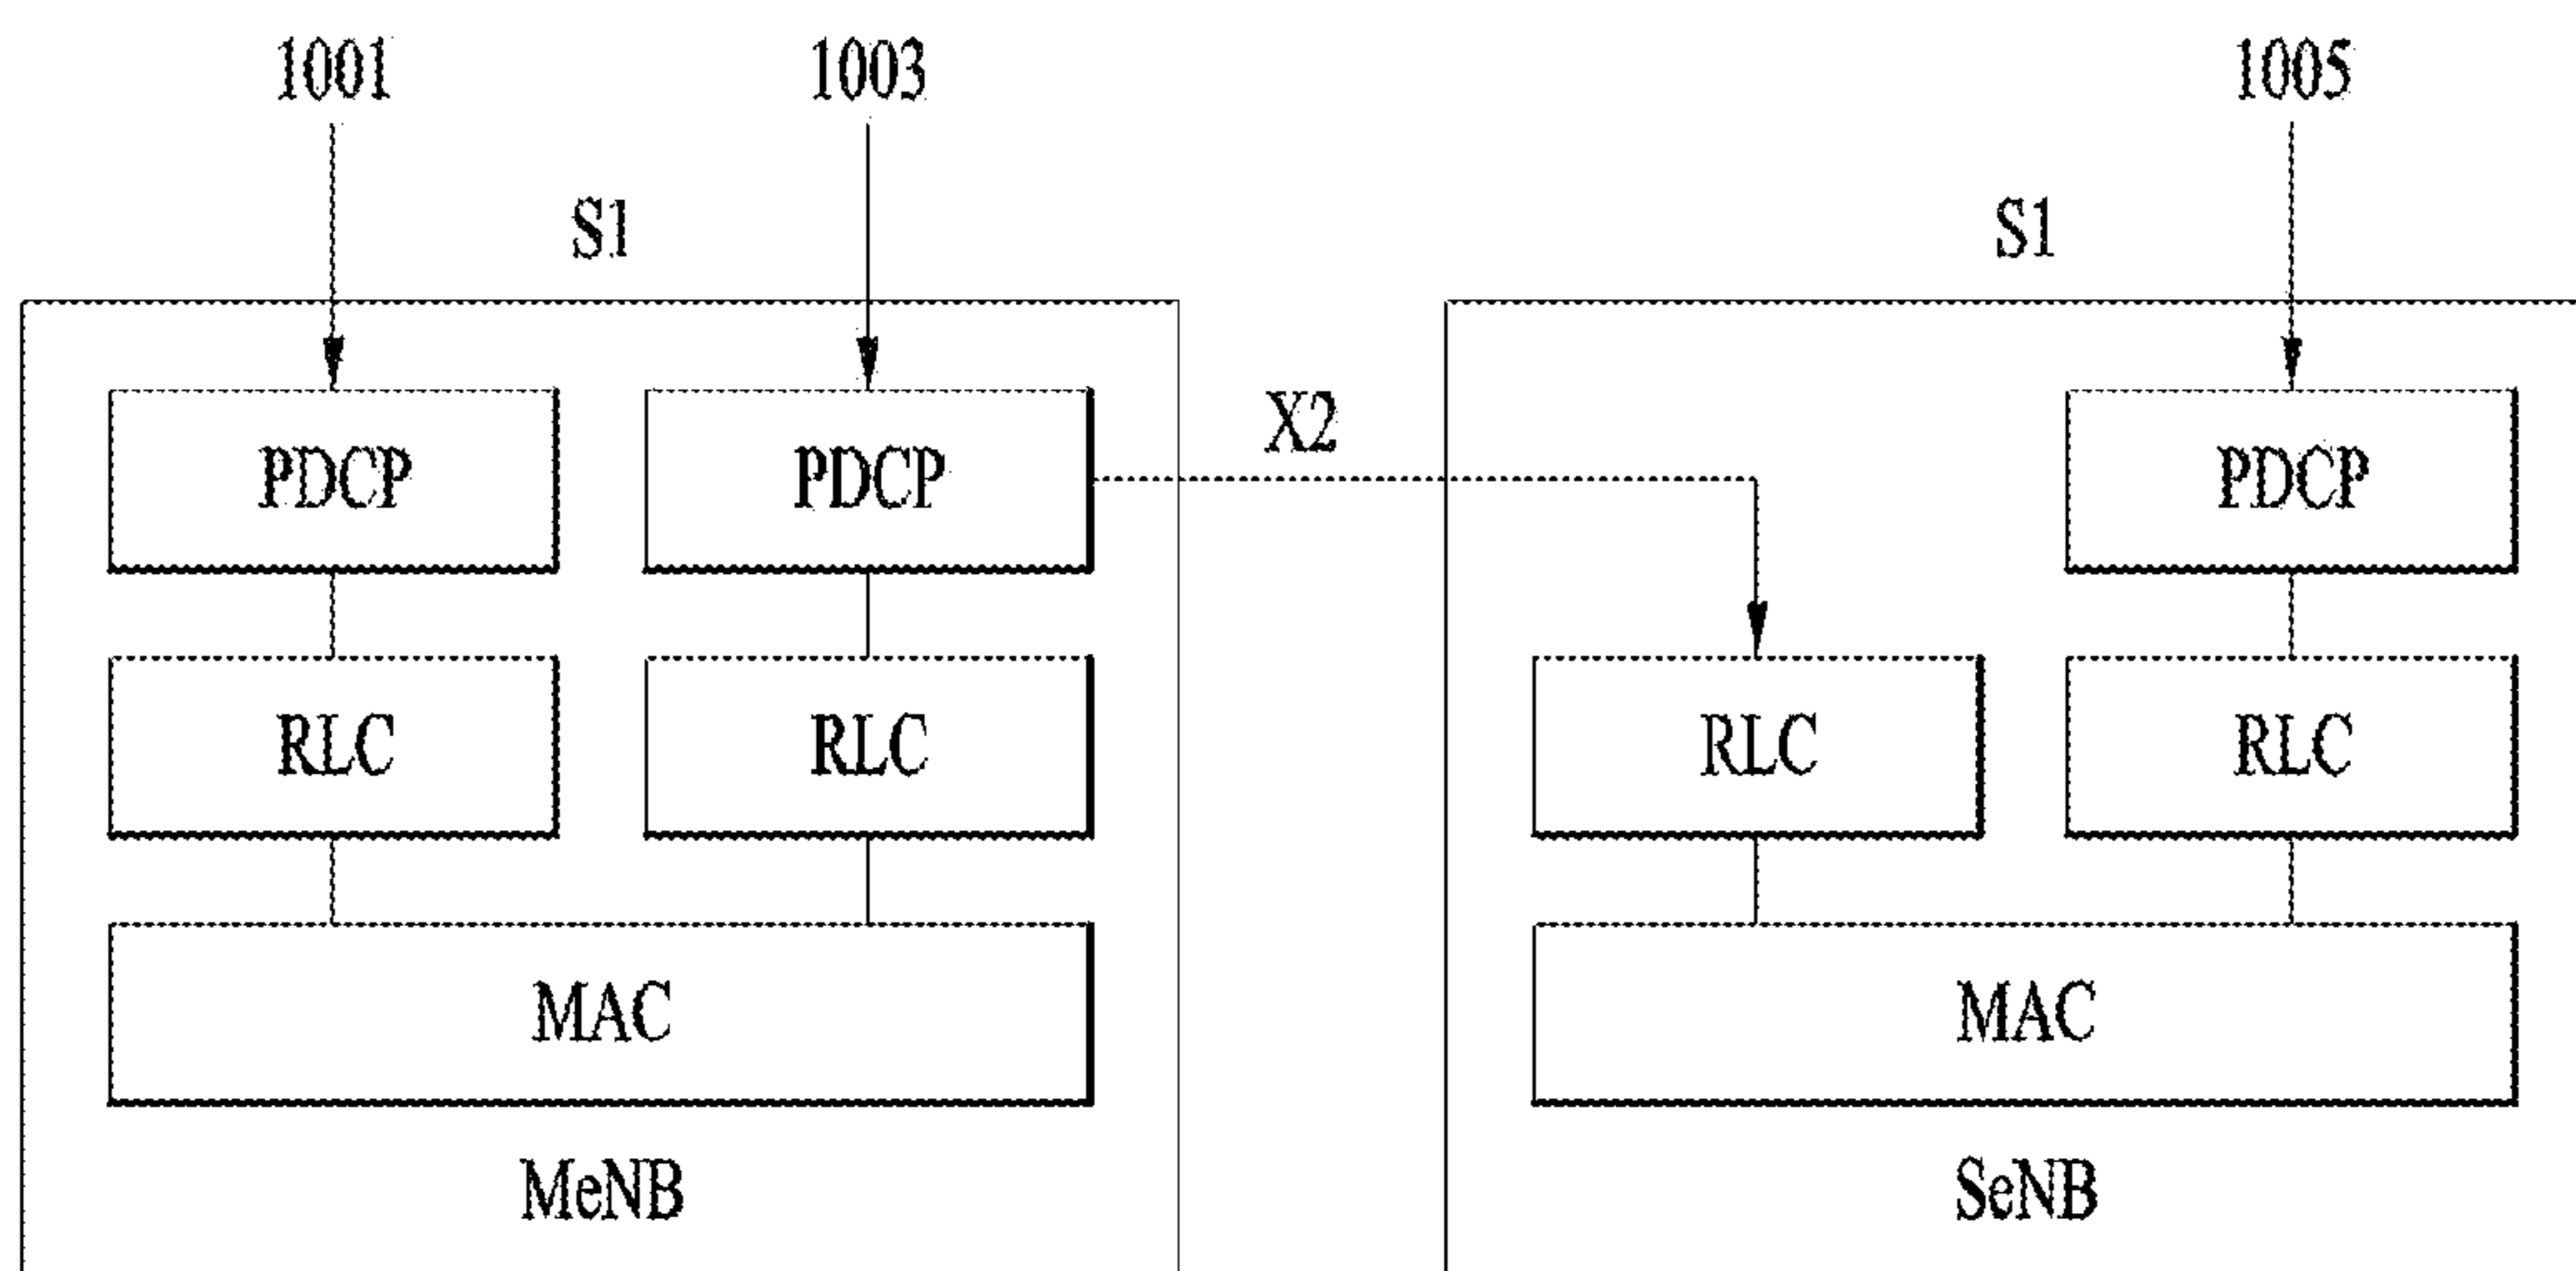 1001 1003 1005
S1 S1
X2
PDCP PDCP PDCP
RLC RLC RLC RLC
MAC MAC
MeNB SeNB